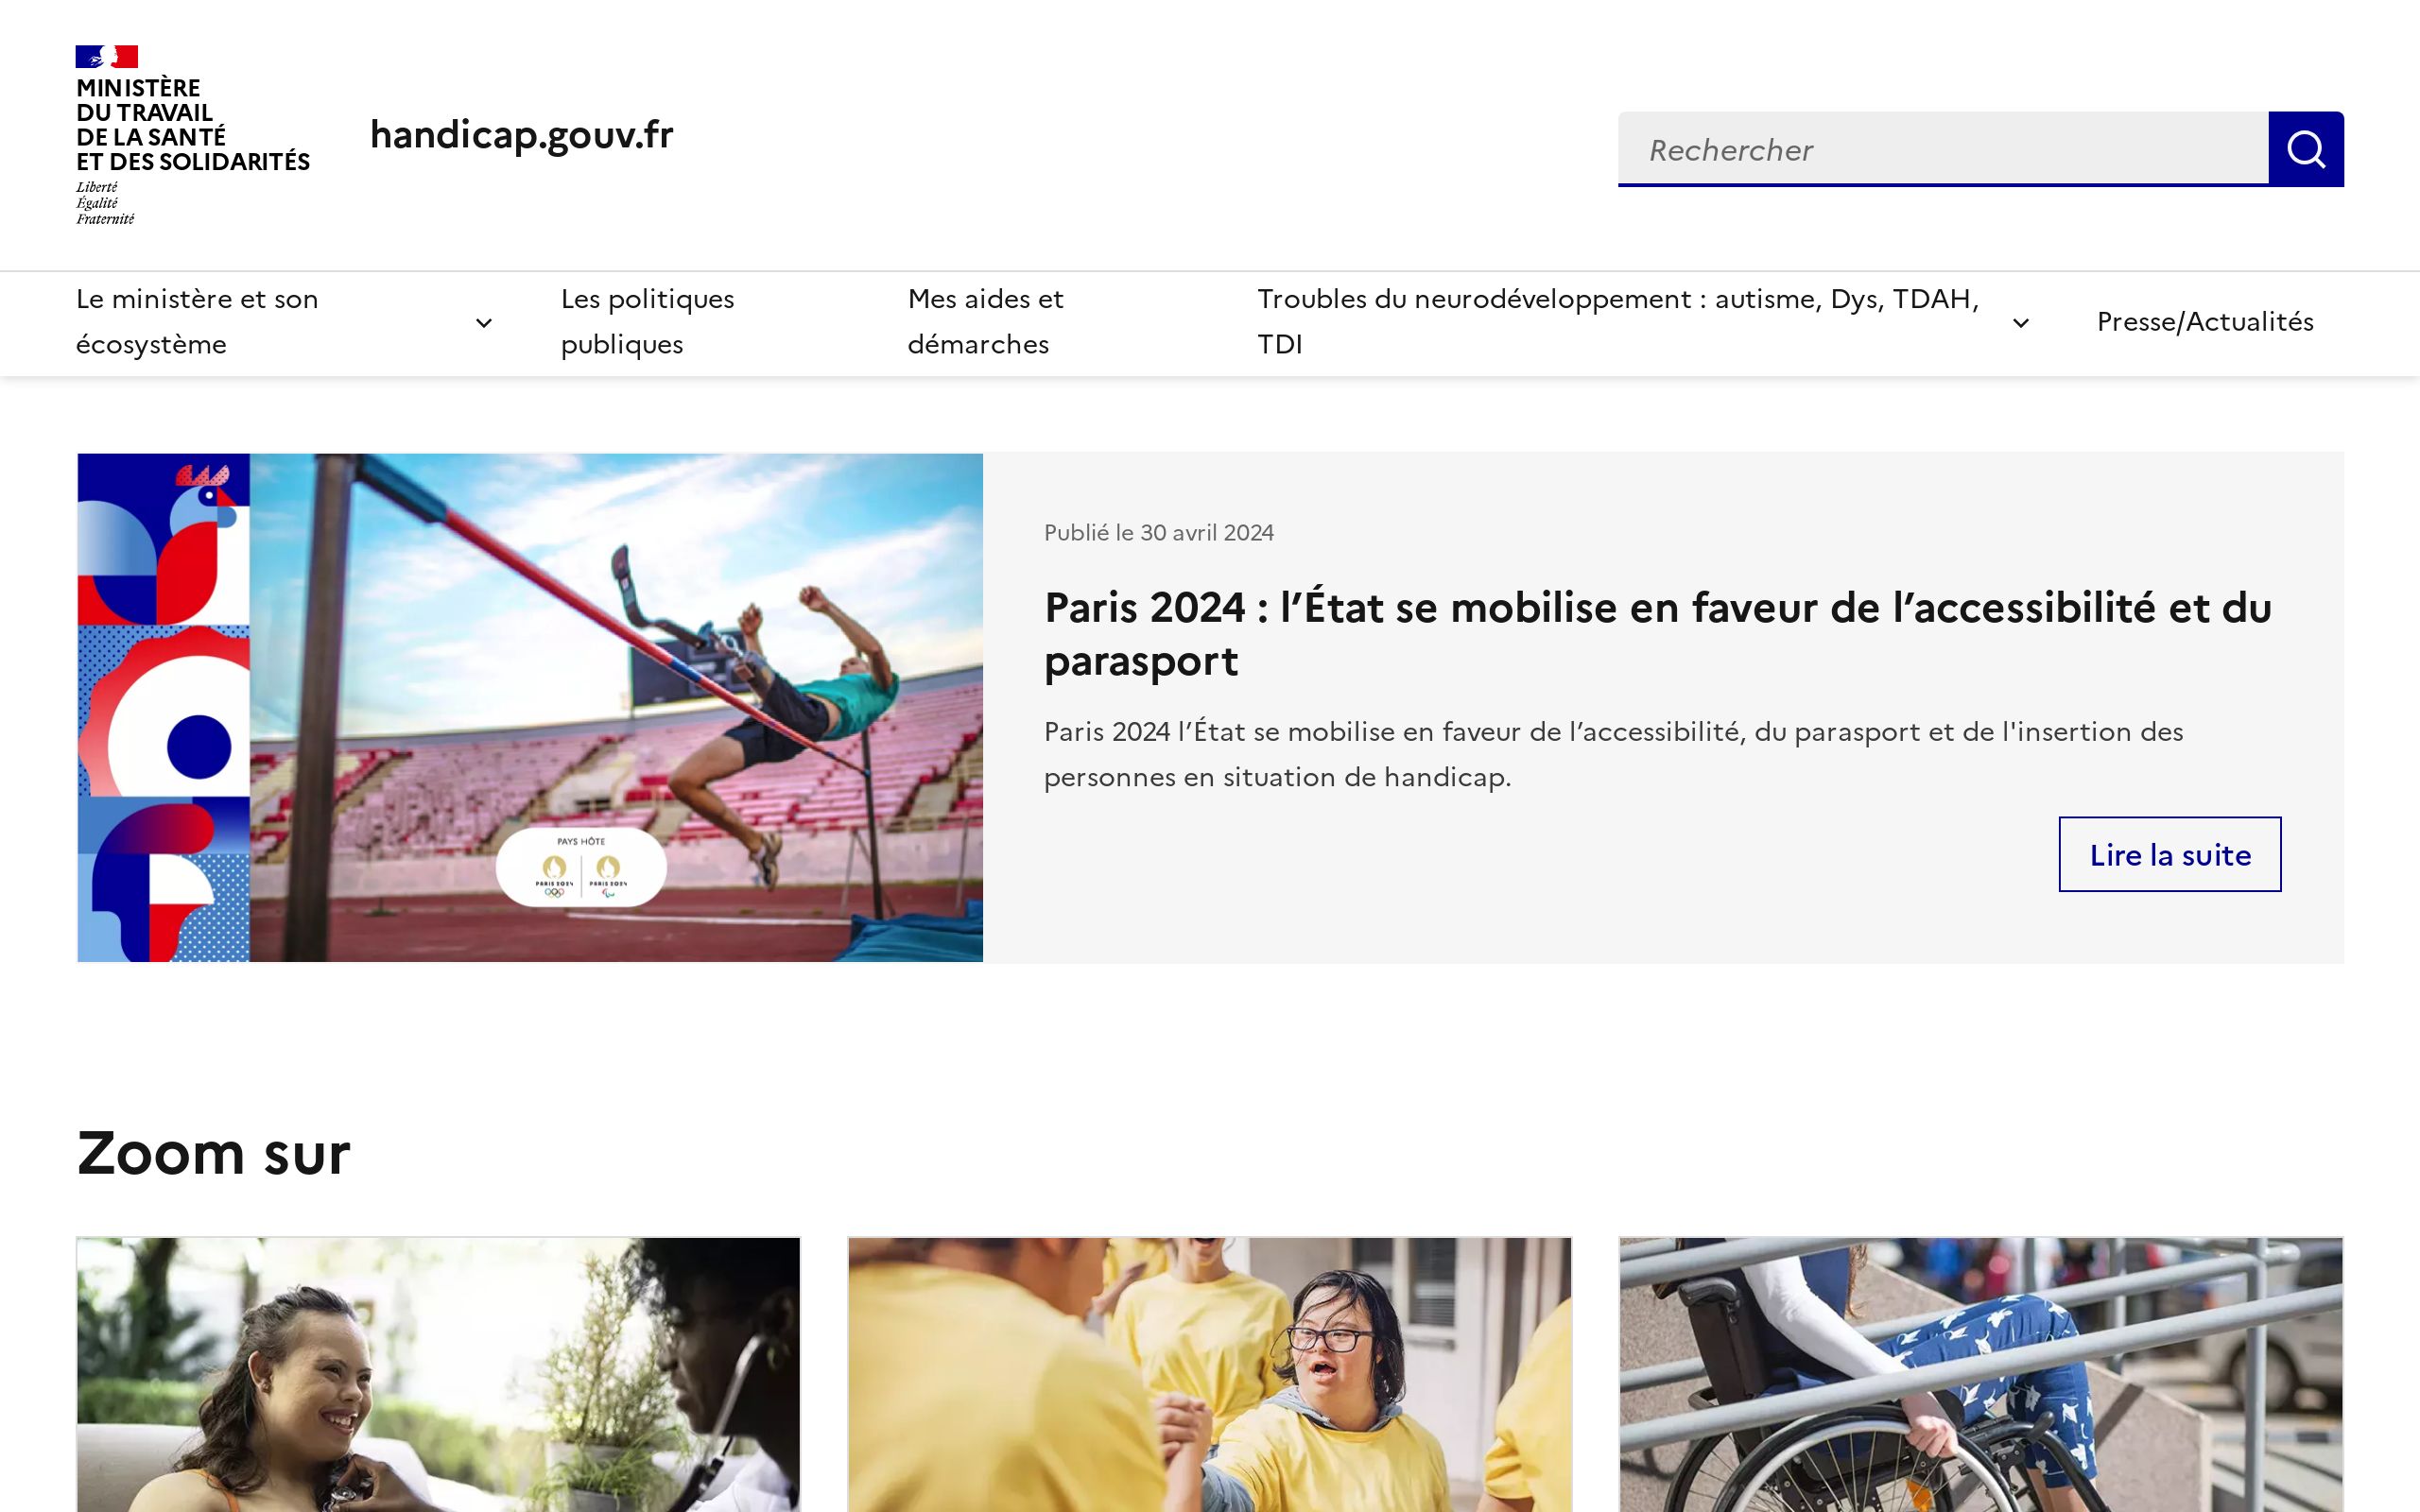 MINISTÈRE
DU TRAVAIL
DE LA SANTÉ
ET DES SOLIDARITÉS
Liberté
Égalité
Fraternité
handicap.gouv.fr
Rechercher
Le ministère et son
écosystème
Les politiques
publiques
Mes aides et
démarches
Troubles du neurodéveloppement : autisme, Dys, TDAH,
TDI
Presse/Actualités
PAYS HÔTE
PARIS 2024
PARIS 2024
Publié le 30 avril 2024
Paris 2024 : l’État se mobilise en faveur de l’accessibilité et du
parasport
Paris 2024 l’État se mobilise en faveur de l’accessibilité, du parasport et de l'insertion des
personnes en situation de handicap.
Lire la suite
Zoom sur